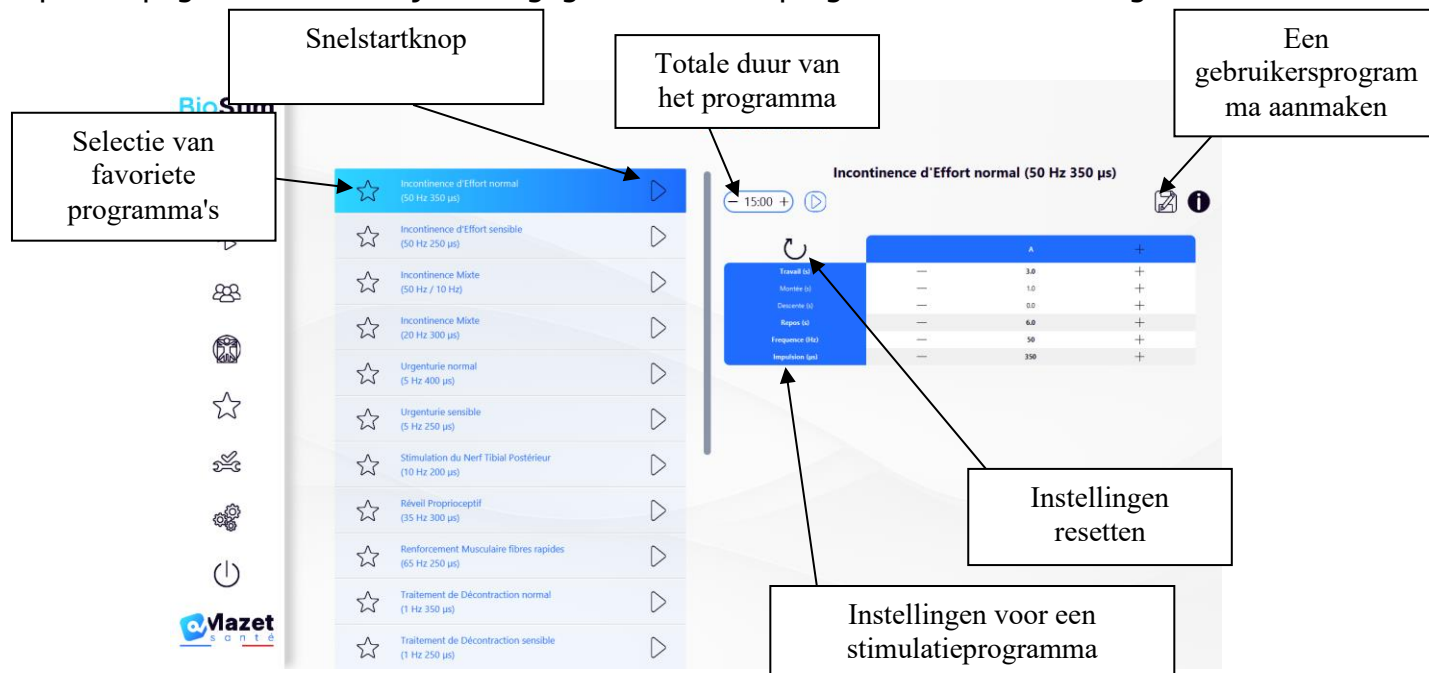 Snelstartknop
Totale duur van
het programma
Een
gebruikersprogram
ma aanmaken
Selectie van
favoriete
programma's
Incontinence d'Effort normal
(50 Hz 350 µs)
Incontinence d'Effort sensible
(50 Hz 250 µs)
Incontinence Mixte
(50 Hz / 10 Hz)
Incontinence Mixte
(20 Hz 300 µs)
Urgenturie normal
(5 Hz 400 µs)
Urgenturie sensible
(5 Hz 250 µs)
Stimulation du Nerf Tibial Postérieur
(10 Hz 200 µs)
Réveil Proprioceptif
(35 Hz 300 µs)
Renforcement Musculaire fibres rapides
(65 Hz 250 µs)
Traitement de Décontraction normal
(1 Hz 350 µs)
Traitement de Décontraction sensible
(1 Hz 250 µs)
Incontinence d'Effort normal (50 Hz 350 µs)
− 15:00 +
A +
Travail (s) — 3.0 +
Montée (s) — 1.0 +
Descente (s) — 0.0 +
Repos (s) — 6.0 +
Frequence (Hz) — 50 +
Impulsion (µs) — 350 +
Instellingen
resetten
Instellingen voor een
stimulatieprogramma
Mazet
santé